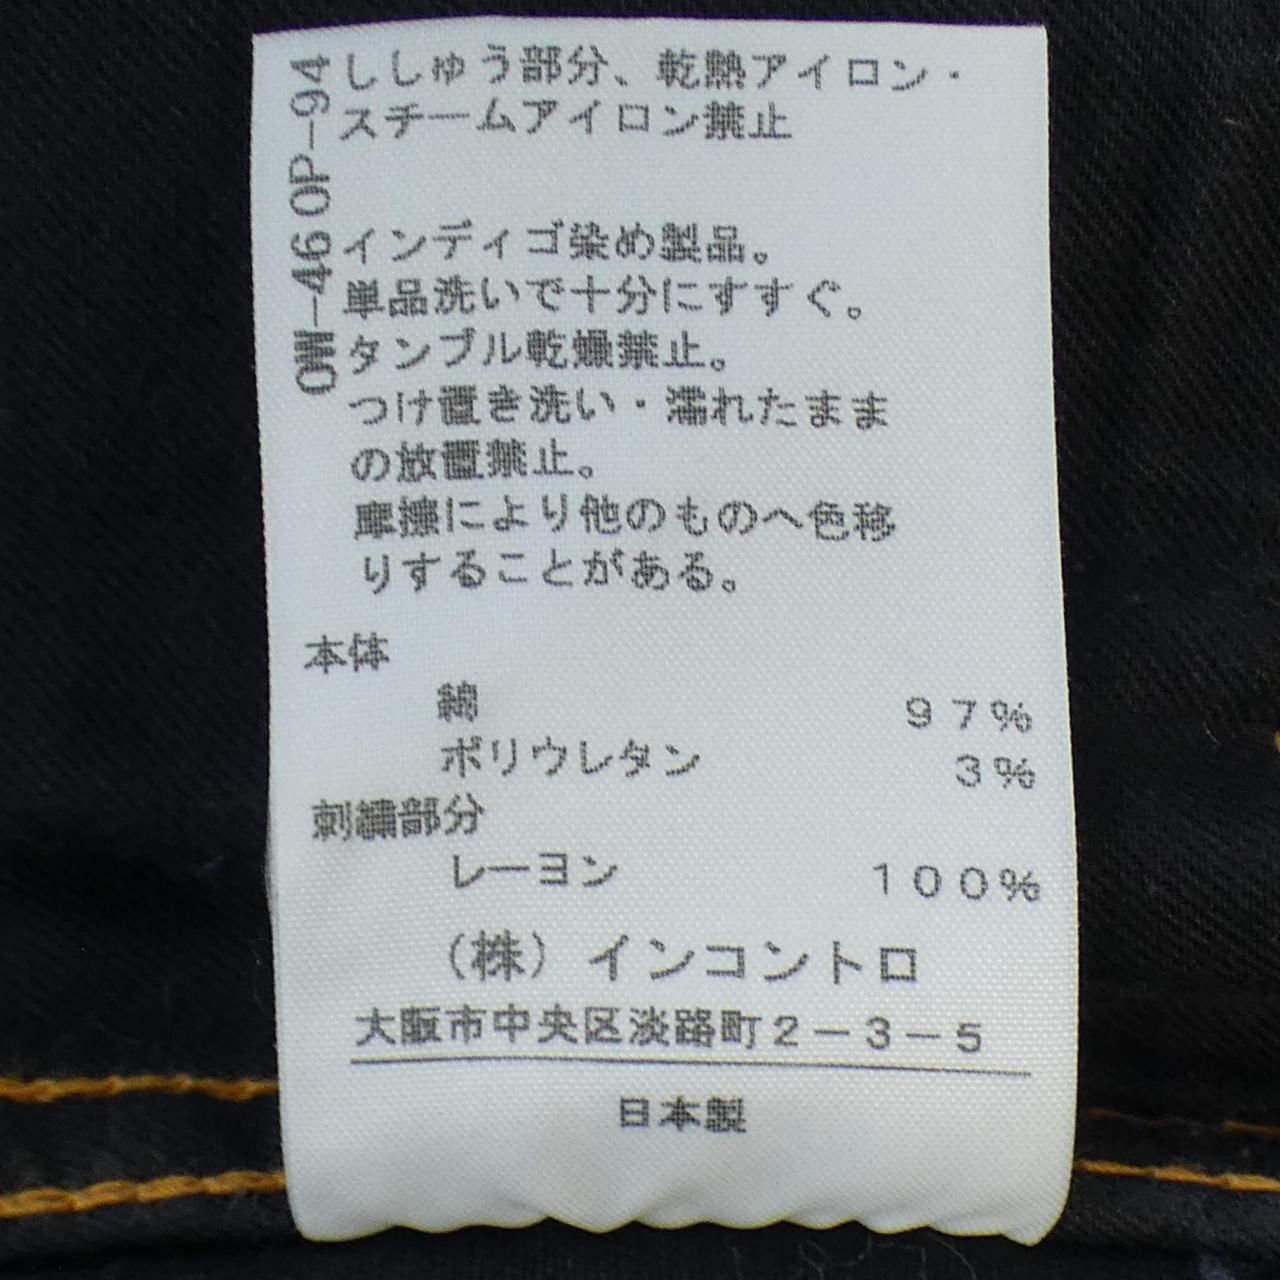 ししゅう部分、乾熱アイロン・
スチームアイロン禁止
インディゴ染め製品。
単品洗いで十分にすすぐ。
タンブル乾燥禁止。
つけ置き洗い・濡れたまま
の放置禁止。
摩擦により他のものへ色移
りすることがある。
OW-46OP-94
本体
綿 97%
ポリウレタン 3%
刺繍部分
レーヨン 100%
(株)インコントロ
大阪市中央区淡路町2-3-5
日本製